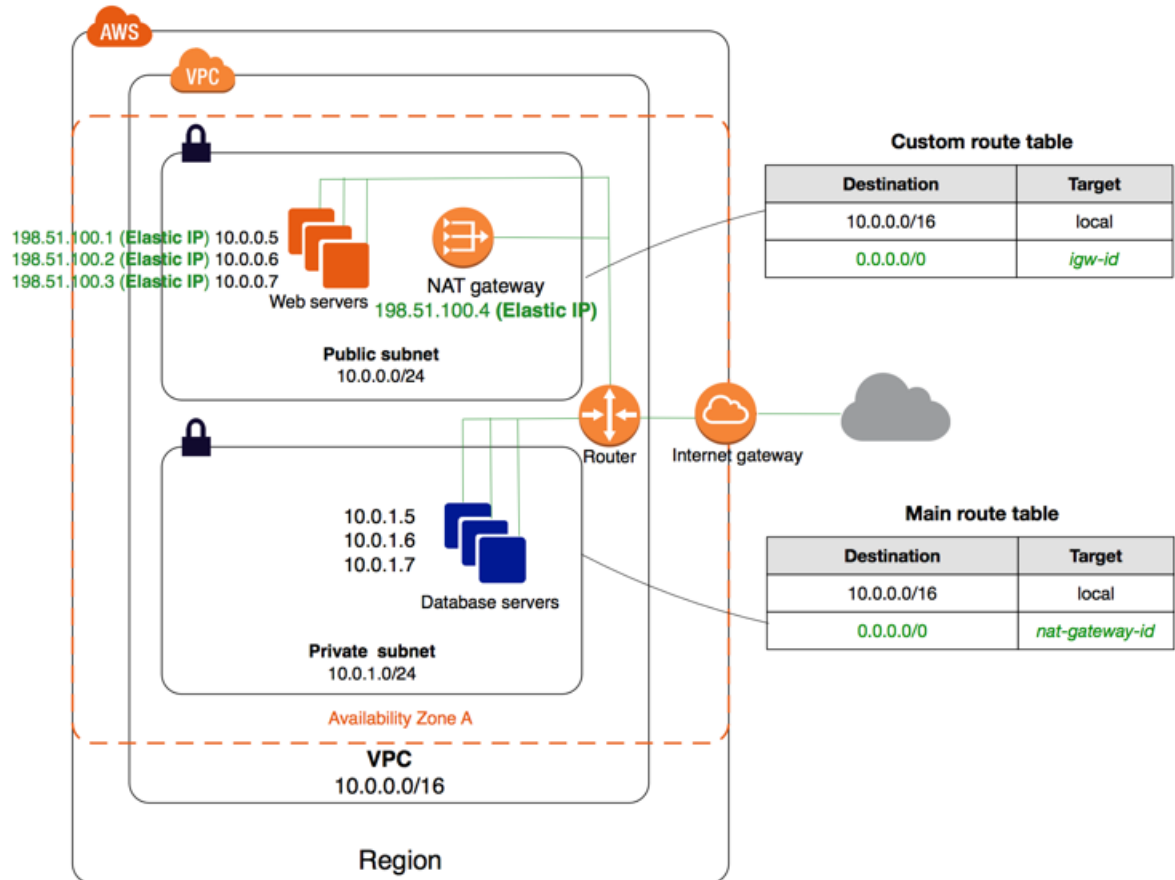 AWS
VPC
198.51.100.1 (Elastic IP) 10.0.0.5
198.51.100.2 (Elastic IP) 10.0.0.6
198.51.100.3 (Elastic IP) 10.0.0.7
Web servers
NAT gateway
198.51.100.4 (Elastic IP)
Public subnet
10.0.0.0/24
Custom route table
Destination Target
10.0.0.0/16 local
0.0.0.0/0 igw-id
Router
Internet gateway
10.0.1.5
10.0.1.6
10.0.1.7
Database servers
Private subnet
10.0.1.0/24
Main route table
Destination Target
10.0.0.0/16 local
0.0.0.0/0 nat-gateway-id
Availability Zone A
VPC
10.0.0.0/16
Region